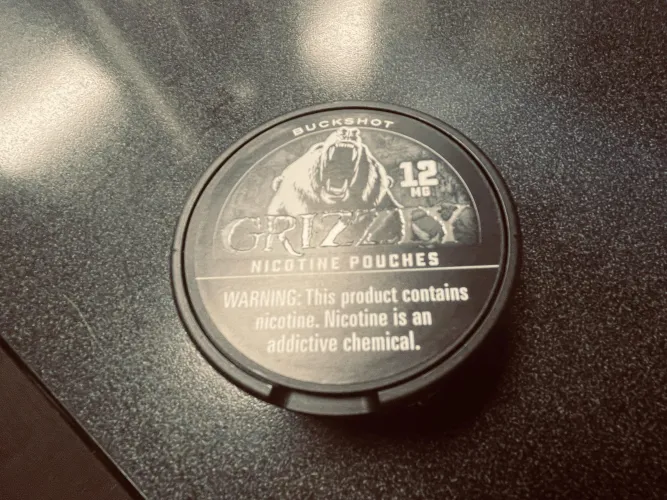 BUCKSHOT
12
MG
GRIZZLY
NICOTINE POUCHES
WARNING: This product contains
nicotine. Nicotine is an
addictive chemical.